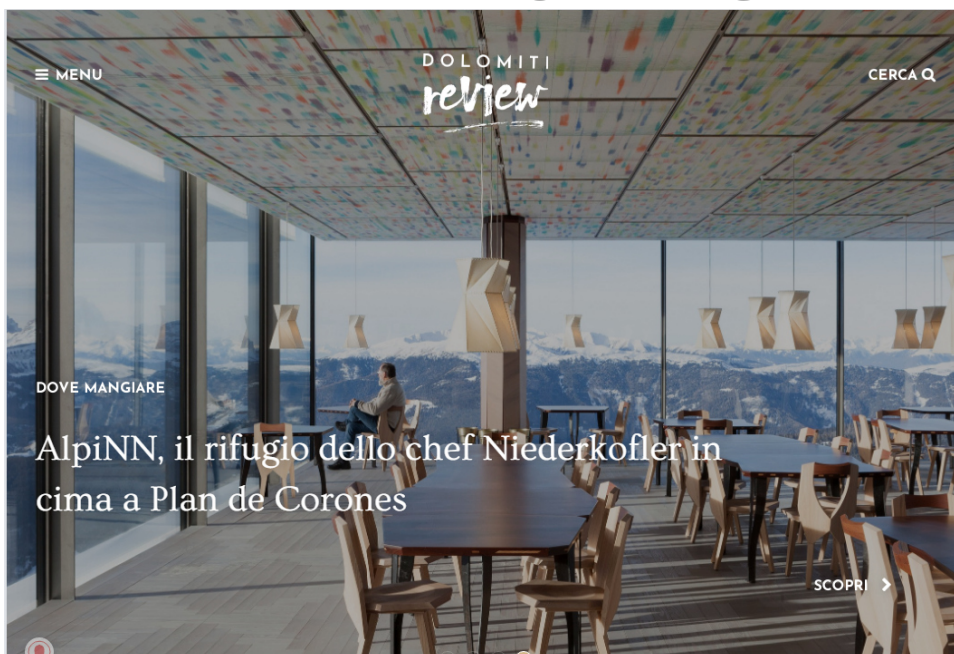 MENU
DOLOMITI
review
CERCA
DOVE MANGIARE
AlpiNN, il rifugio dello chef Niederkofler in
cima a Plan de Corones
SCOPRI